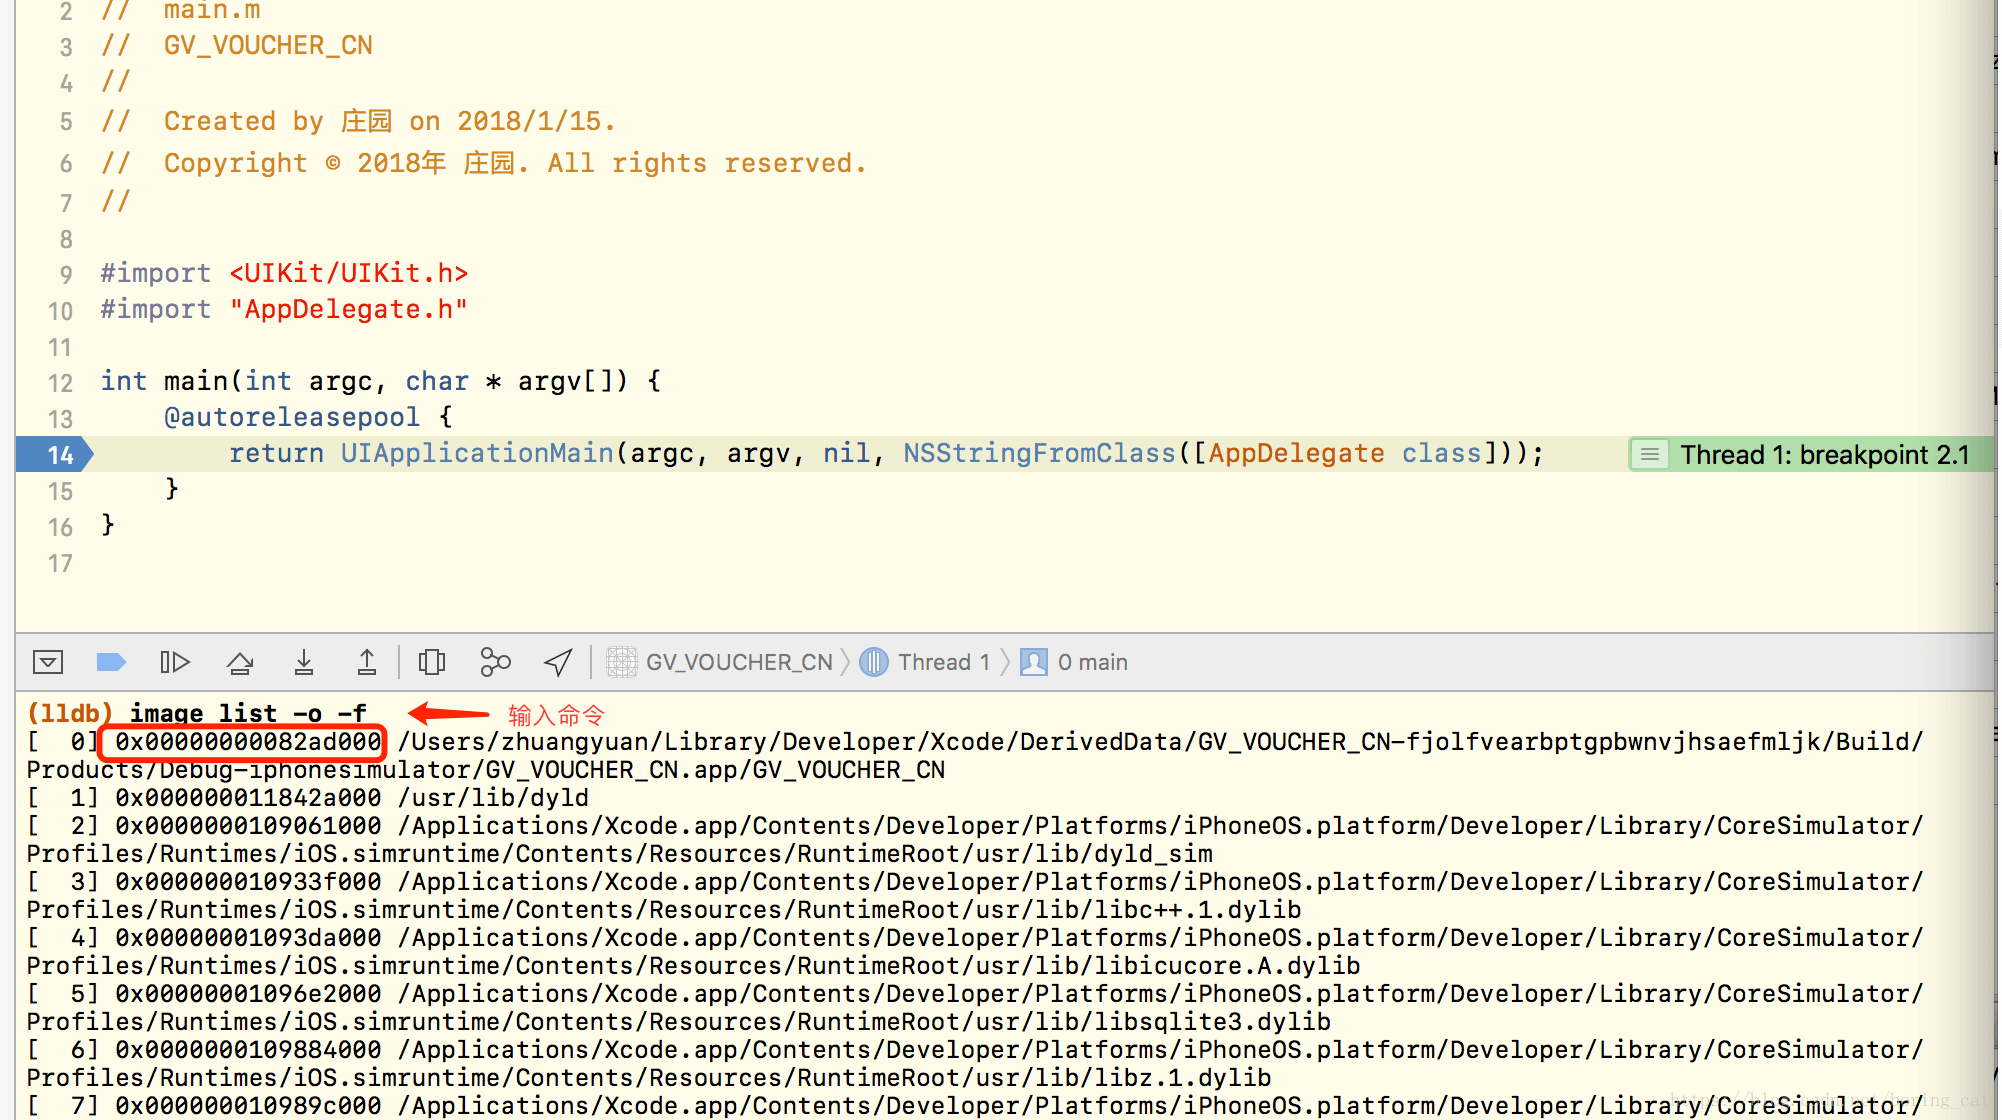 2 // main.m
3 // GV_VOUCHER_CN
4 //
5 // Created by 庄园 on 2018/1/15.
6 // Copyright © 2018年 庄园. All rights reserved.
7 //
8
9 #import <UIKit/UIKit.h>
10 #import "AppDelegate.h"
11
12 int main(int argc, char * argv[]) {
13 @autoreleasepool {
14 return UIApplicationMain(argc, argv, nil, NSStringFromClass([AppDelegate class])); Thread 1: breakpoint 2.1
15 }
16 }
17
GV_VOUCHER_CN Thread 1 0 main
(lldb) image list -o -f 输入命令
[ 0] 0x00000000082ad000 /Users/zhuangyuan/Library/Developer/Xcode/DerivedData/GV_VOUCHER_CN-fjolfvearbptgpbwnvjhsaefmljk/Build/
Products/Debug-iphonesimulator/GV_VOUCHER_CN.app/GV_VOUCHER_CN
[ 1] 0x000000011842a000 /usr/lib/dyld
[ 2] 0x0000000109061000 /Applications/Xcode.app/Contents/Developer/Platforms/iPhoneOS.platform/Developer/Library/CoreSimulator/
Profiles/Runtimes/iOS.simruntime/Contents/Resources/RuntimeRoot/usr/lib/dyld_sim
[ 3] 0x000000010933f000 /Applications/Xcode.app/Contents/Developer/Platforms/iPhoneOS.platform/Developer/Library/CoreSimulator/
Profiles/Runtimes/iOS.simruntime/Contents/Resources/RuntimeRoot/usr/lib/libc++.1.dylib
[ 4] 0x00000001093da000 /Applications/Xcode.app/Contents/Developer/Platforms/iPhoneOS.platform/Developer/Library/CoreSimulator/
Profiles/Runtimes/iOS.simruntime/Contents/Resources/RuntimeRoot/usr/lib/libicucore.A.dylib
[ 5] 0x00000001096e2000 /Applications/Xcode.app/Contents/Developer/Platforms/iPhoneOS.platform/Developer/Library/CoreSimulator/
Profiles/Runtimes/iOS.simruntime/Contents/Resources/RuntimeRoot/usr/lib/libsqlite3.dylib
[ 6] 0x0000000109884000 /Applications/Xcode.app/Contents/Developer/Platforms/iPhoneOS.platform/Developer/Library/CoreSimulator/
Profiles/Runtimes/iOS.simruntime/Contents/Resources/RuntimeRoot/usr/lib/libz.1.dylib
[ 7] 0x000000010989c000 /Applications/Xcode.app/Contents/Developer/Platforms/iPhoneOS.platform/Developer/Library/CoreSimulator/